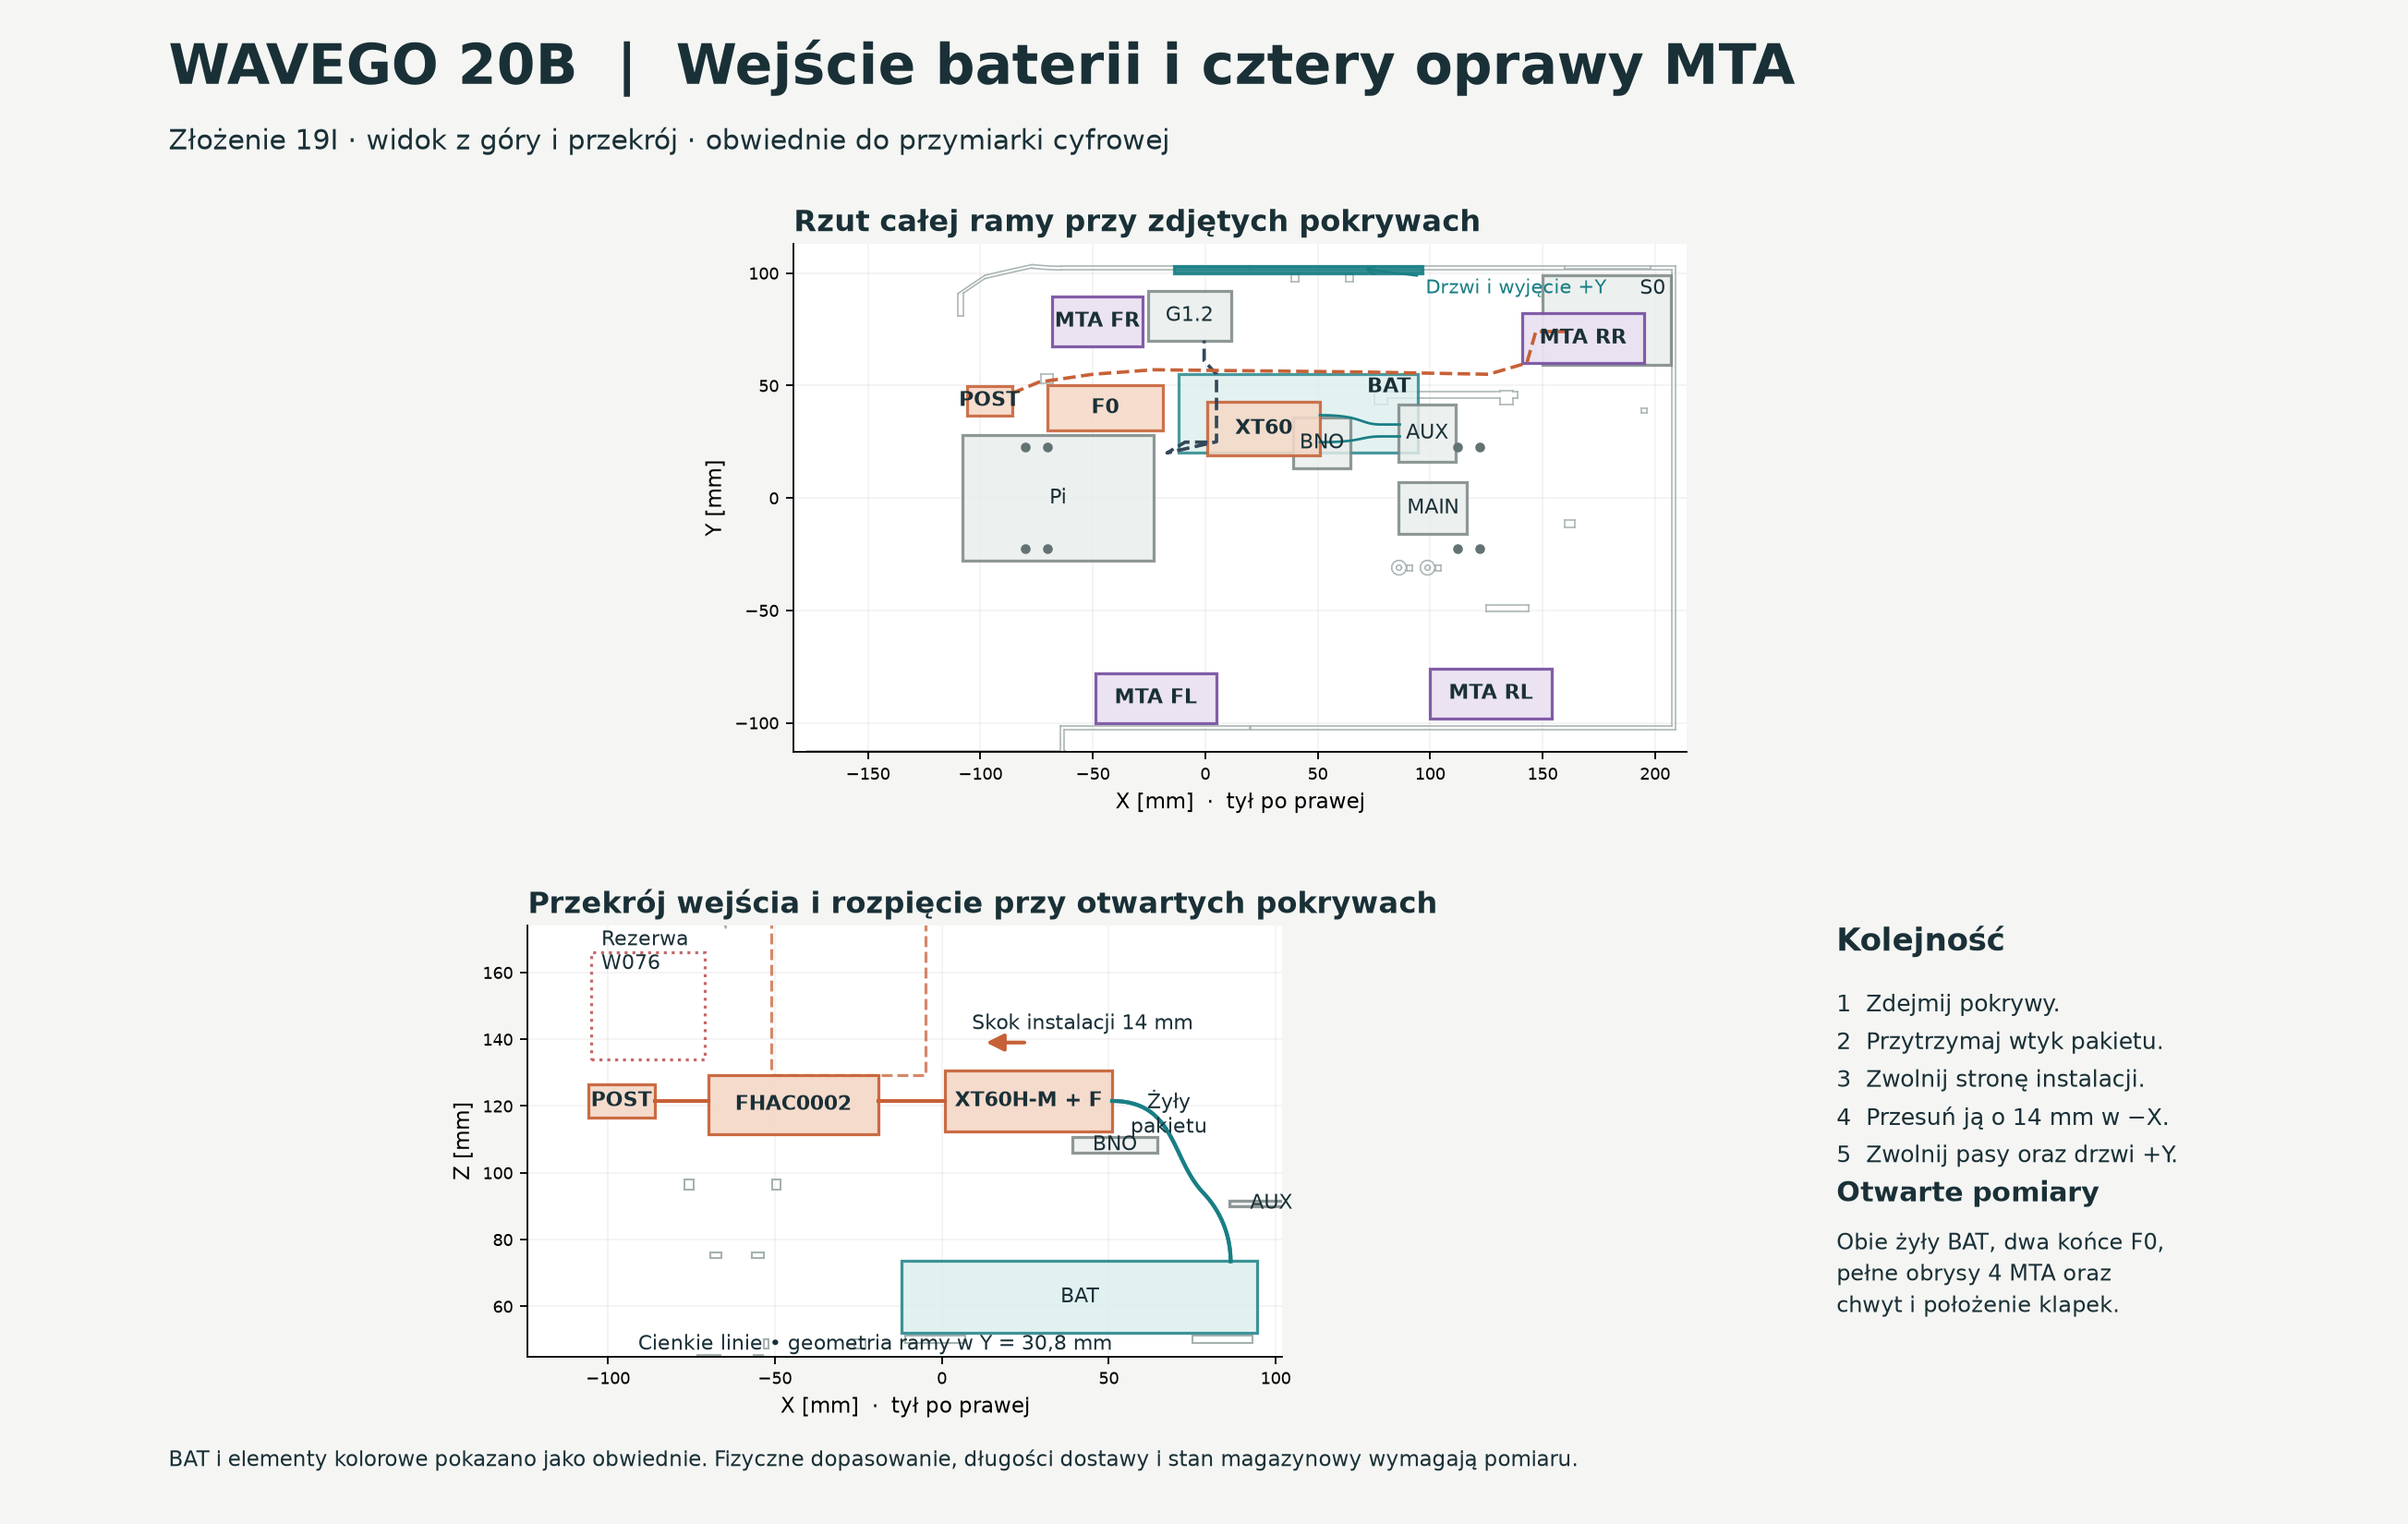 WAVEGO 20B | Wejście baterii i cztery oprawy MTA
Złożenie 19I · widok z góry i przekrój · obwiednie do przymiarki cyfrowej
Rzut całej ramy przy zdjętych pokrywach
100
50
0
−50
−100
Y [mm]
Drzwi i wyjęcie +Y
S0
MTA FR
G1.2
MTA RR
POST
F0
BAT
XT60
BNO
AUX
Pi
MAIN
MTA FL
MTA RL
−150
−100
−50
0
50
100
150
200
X [mm] · tył po prawej
Przekrój wejścia i rozpięcie przy otwartych pokrywach
160
140
120
100
80
60
Z [mm]
Rezerwa
W076
Skok instalacji 14 mm
POST
FHAC0002
XT60H-M + F
Żyły
pakietu
BNO
AUX
BAT
Cienkie linie • geometria ramy w Y = 30,8 mm
−100
−50
0
50
100
X [mm] · tył po prawej
Kolejność
1 Zdejmij pokrywy.
2 Przytrzymaj wtyk pakietu.
3 Zwolnij stronę instalacji.
4 Przesuń ją o 14 mm w −X.
5 Zwolnij pasy oraz drzwi +Y.
Otwarte pomiary
Obie żyły BAT, dwa końce F0,
pełne obrysy 4 MTA oraz
chwyt i położenie klapek.
BAT i elementy kolorowe pokazano jako obwiednie. Fizyczne dopasowanie, długości dostawy i stan magazynowy wymagają pomiaru.